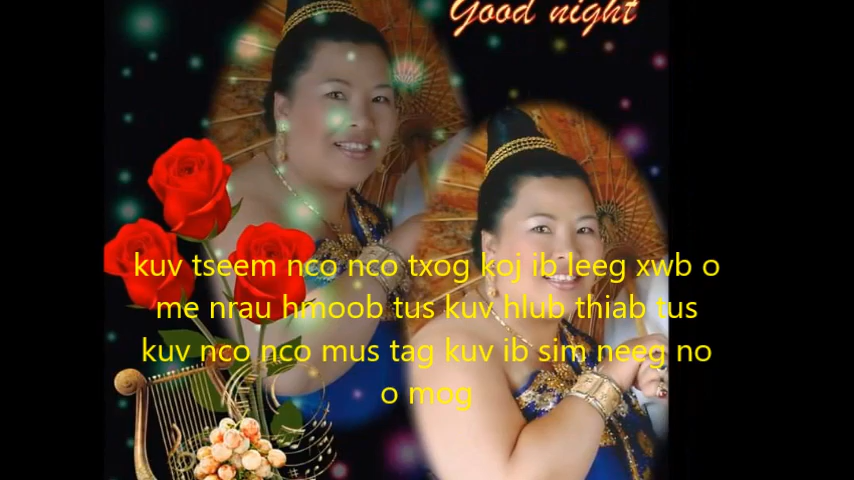 Good night
kuv tseem nco nco txog koj ib leeg xwb o
me nrau hmoob tus kuv hlub thiab tus
kuv nco nco mus tag kuv ib sim neeg no
o mog